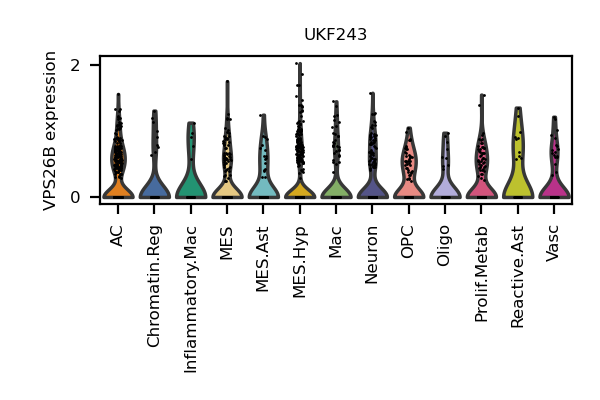 UKF243
VPS26B expression
2
0
AC
Chromatin.Reg
Inflammatory.Mac
MES
MES.Ast
MES.Hyp
Mac
Neuron
OPC
Oligo
Prolif.Metab
Reactive.Ast
Vasc